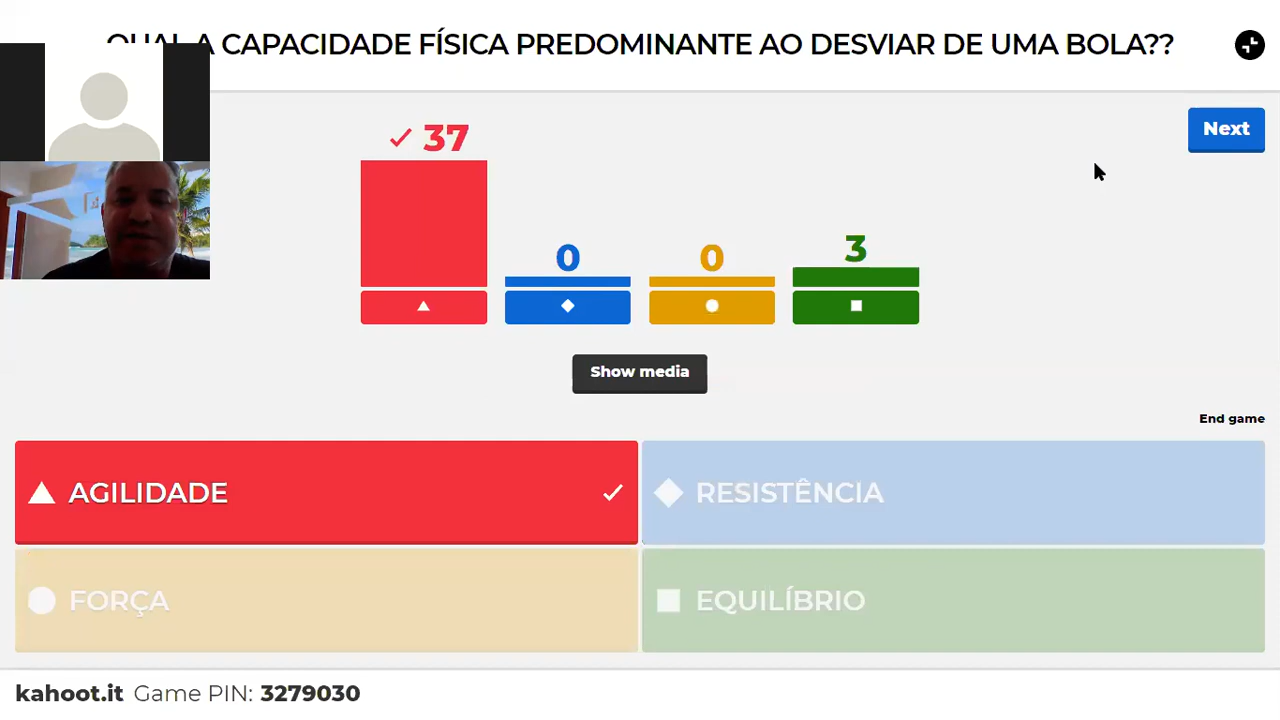 QUAL A CAPACIDADE FÍSICA PREDOMINANTE AO DESVIAR DE UMA BOLA??
Next
37
0
0
3
Show media
End game
AGILIDADE
RESISTÊNCIA
FORÇA
EQUILÍBRIO
kahoot.it Game PIN: 3279030